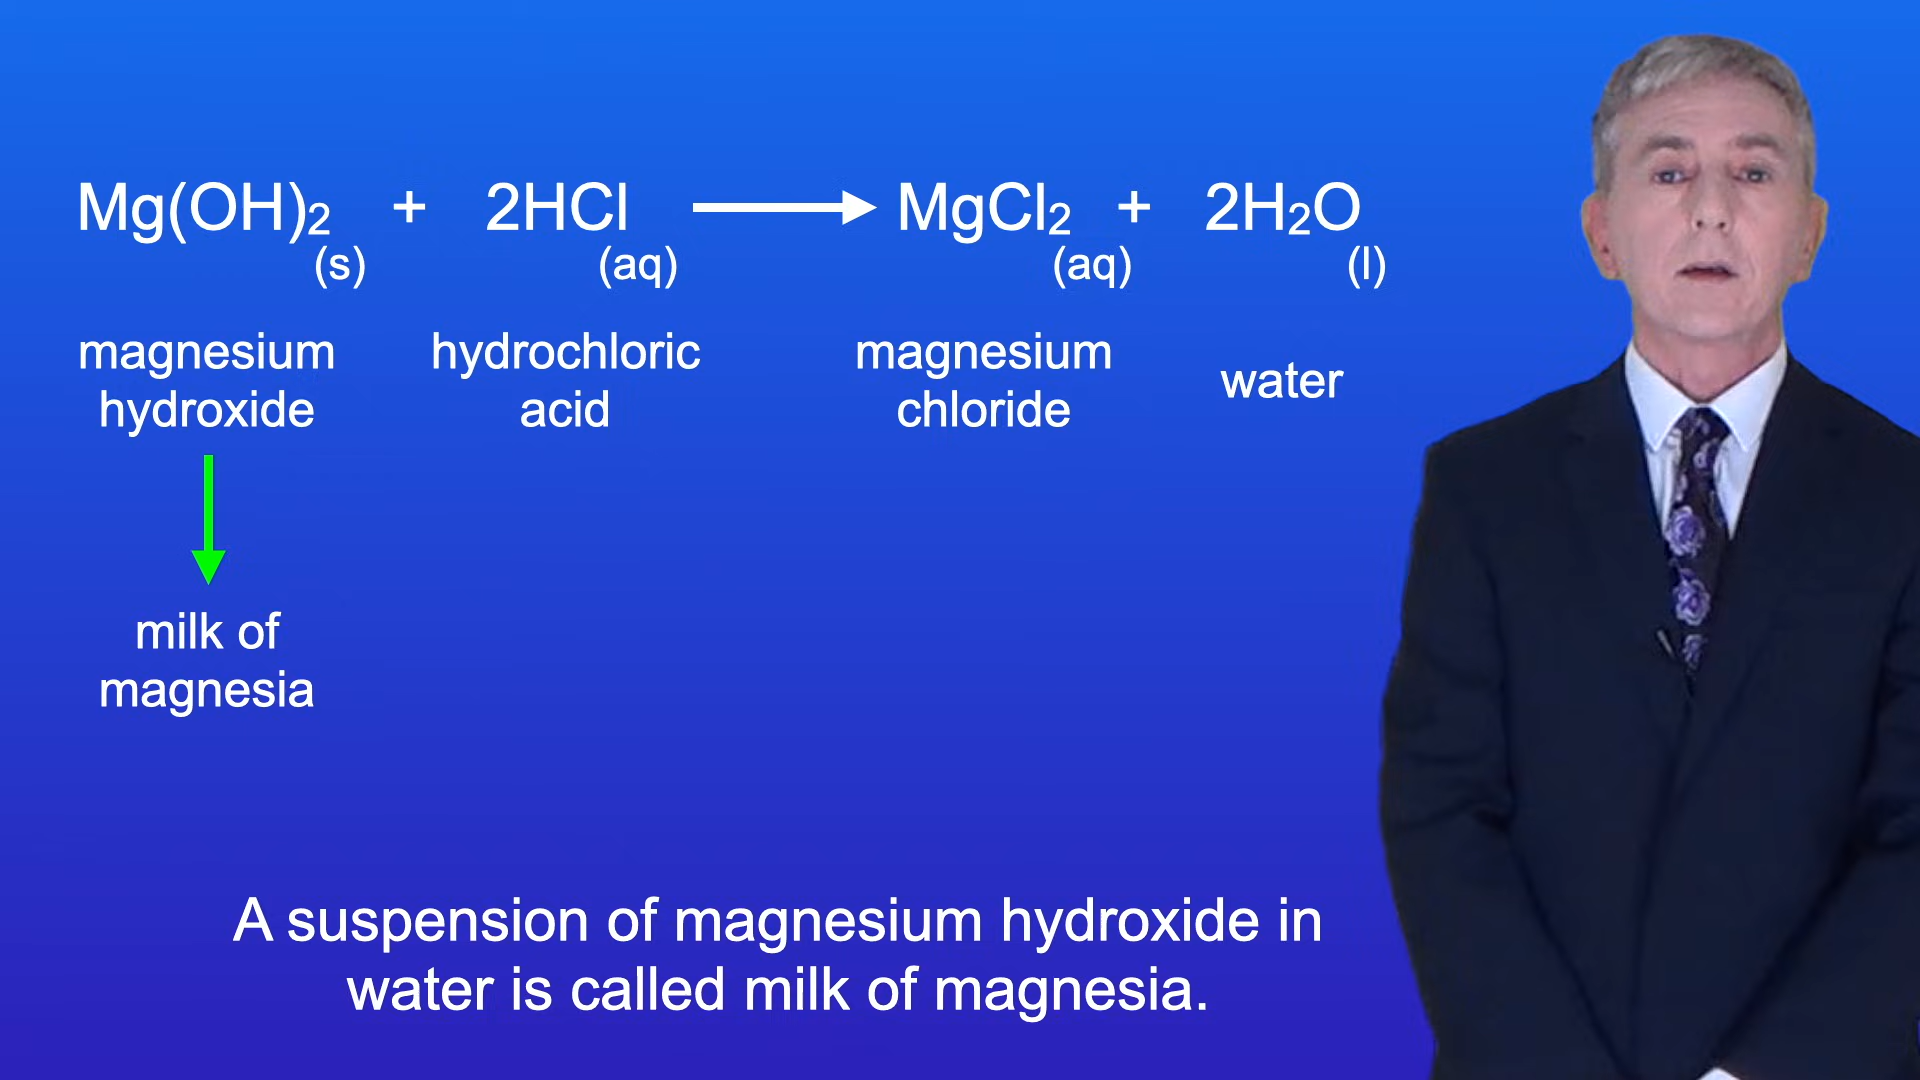 Mg(OH)2 + 2HCl → MgCl2 + 2H2O
(s) (aq) (aq) (l)
magnesium hydroxide
hydrochloric acid
magnesium chloride
water
milk of
magnesia
A suspension of magnesium hydroxide in
water is called milk of magnesia.